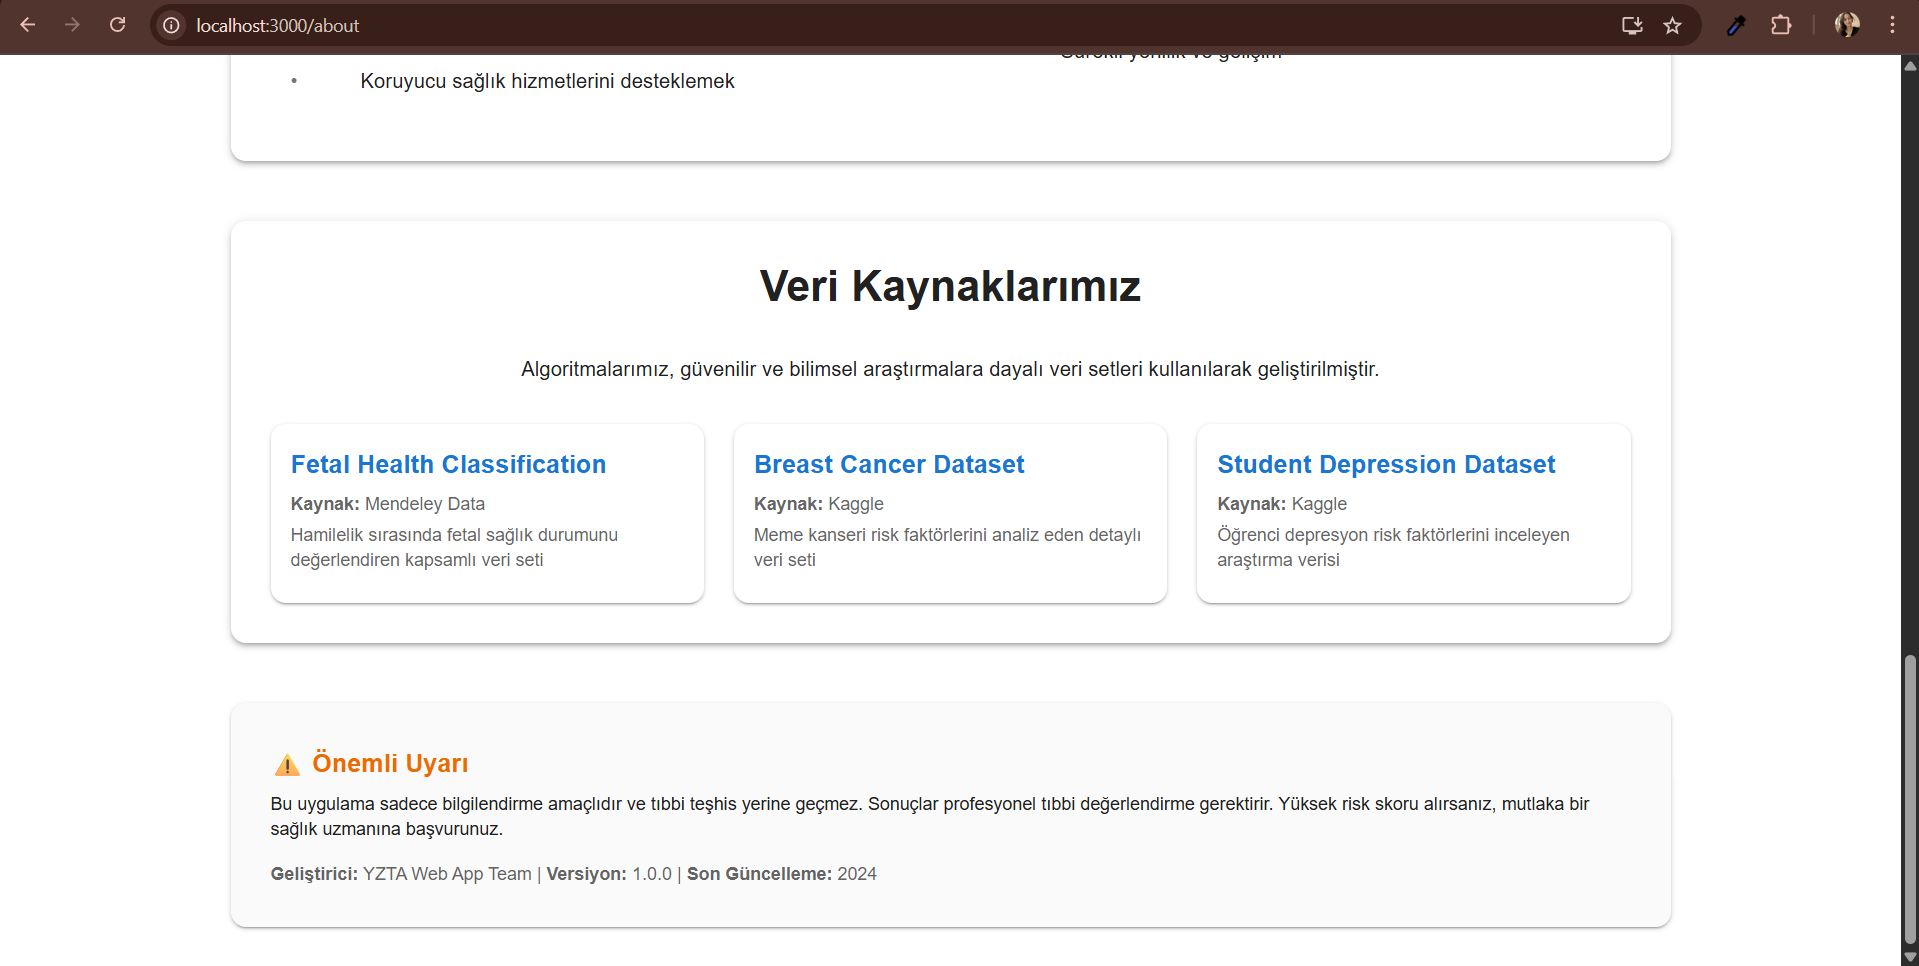 localhost:3000/about
• Koruyucu sağlık hizmetlerini desteklemek
Veri Kaynaklarımız
Algoritmalarımız, güvenilir ve bilimsel araştırmalara dayalı veri setleri kullanılarak geliştirilmiştir.
Fetal Health Classification
Kaynak: Mendeley Data
Hamilelik sırasında fetal sağlık durumunu
değerlendiren kapsamlı veri seti
Breast Cancer Dataset
Kaynak: Kaggle
Meme kanseri risk faktörlerini analiz eden detaylı
veri seti
Student Depression Dataset
Kaynak: Kaggle
Öğrenci depresyon risk faktörlerini inceleyen
araştırma verisi
Önemli Uyarı
Bu uygulama sadece bilgilendirme amaçlıdır ve tıbbi teşhis yerine geçmez. Sonuçlar profesyonel tıbbi değerlendirme gerektirir. Yüksek risk skoru alırsanız, mutlaka bir
sağlık uzmanına başvurunuz.
Geliştirici: YZTA Web App Team | Versiyon: 1.0.0 | Son Güncelleme: 2024